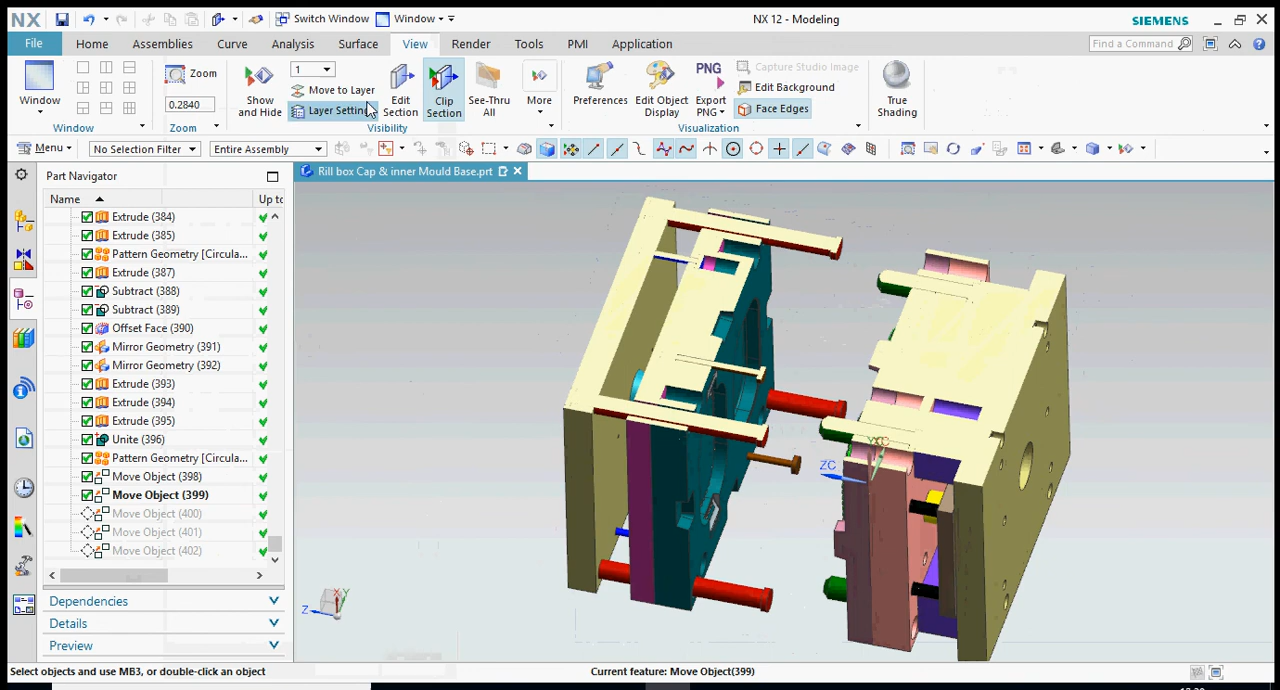 NX Switch Window Window NX 12 - Modeling SIEMENS
File Home Assemblies Curve Analysis Surface View Render Tools PMI Application Find a Command
Window
Zoom
0.2840
Show and Hide
1
Move to Layer
Layer Settin
Edit Section
Clip Section
See-Thru All
More
Preferences
Edit Object Display
PNG
Export PNG
Capture Studio Image
Edit Background
Face Edges
True Shading
Window Zoom Visibility Visualization
Menu No Selection Filter Entire Assembly
Part Navigator
Rill box Cap & inner Mould Base.prt
Name Up to
Extrude (384)
Extrude (385)
Pattern Geometry [Circula...
Extrude (387)
Subtract (388)
Subtract (389)
Offset Face (390)
Mirror Geometry (391)
Mirror Geometry (392)
Extrude (393)
Extrude (394)
Extrude (395)
Unite (396)
Pattern Geometry [Circula...
Move Object (398)
Move Object (399)
Move Object (400)
Move Object (401)
Move Object (402)
Dependencies
Details
Preview
ZC
Z
Select objects and use MB3, or double-click an object
Current feature: Move Object(399)